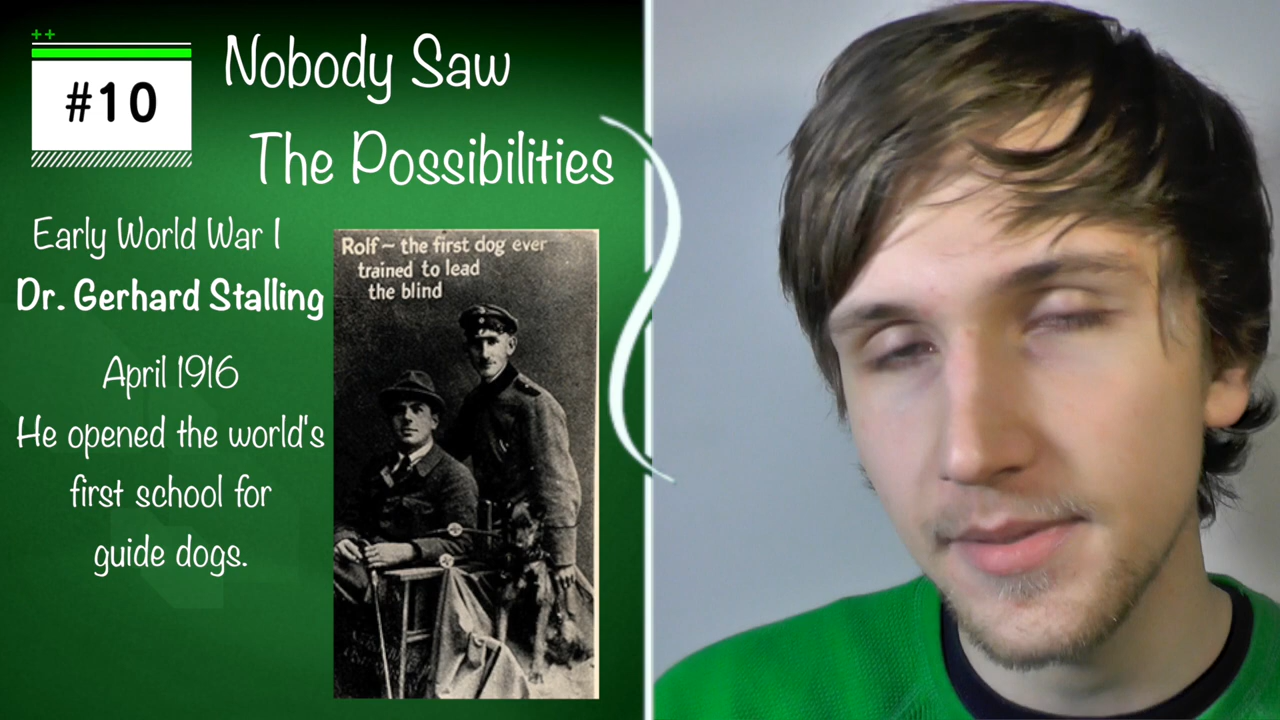 ++
#10
Nobody Saw
The Possibilities
Early World War I
Dr. Gerhard Stalling
April 1916
He opened the world's
first school for
guide dogs.
Rolf – the first dog ever
trained to lead
the blind